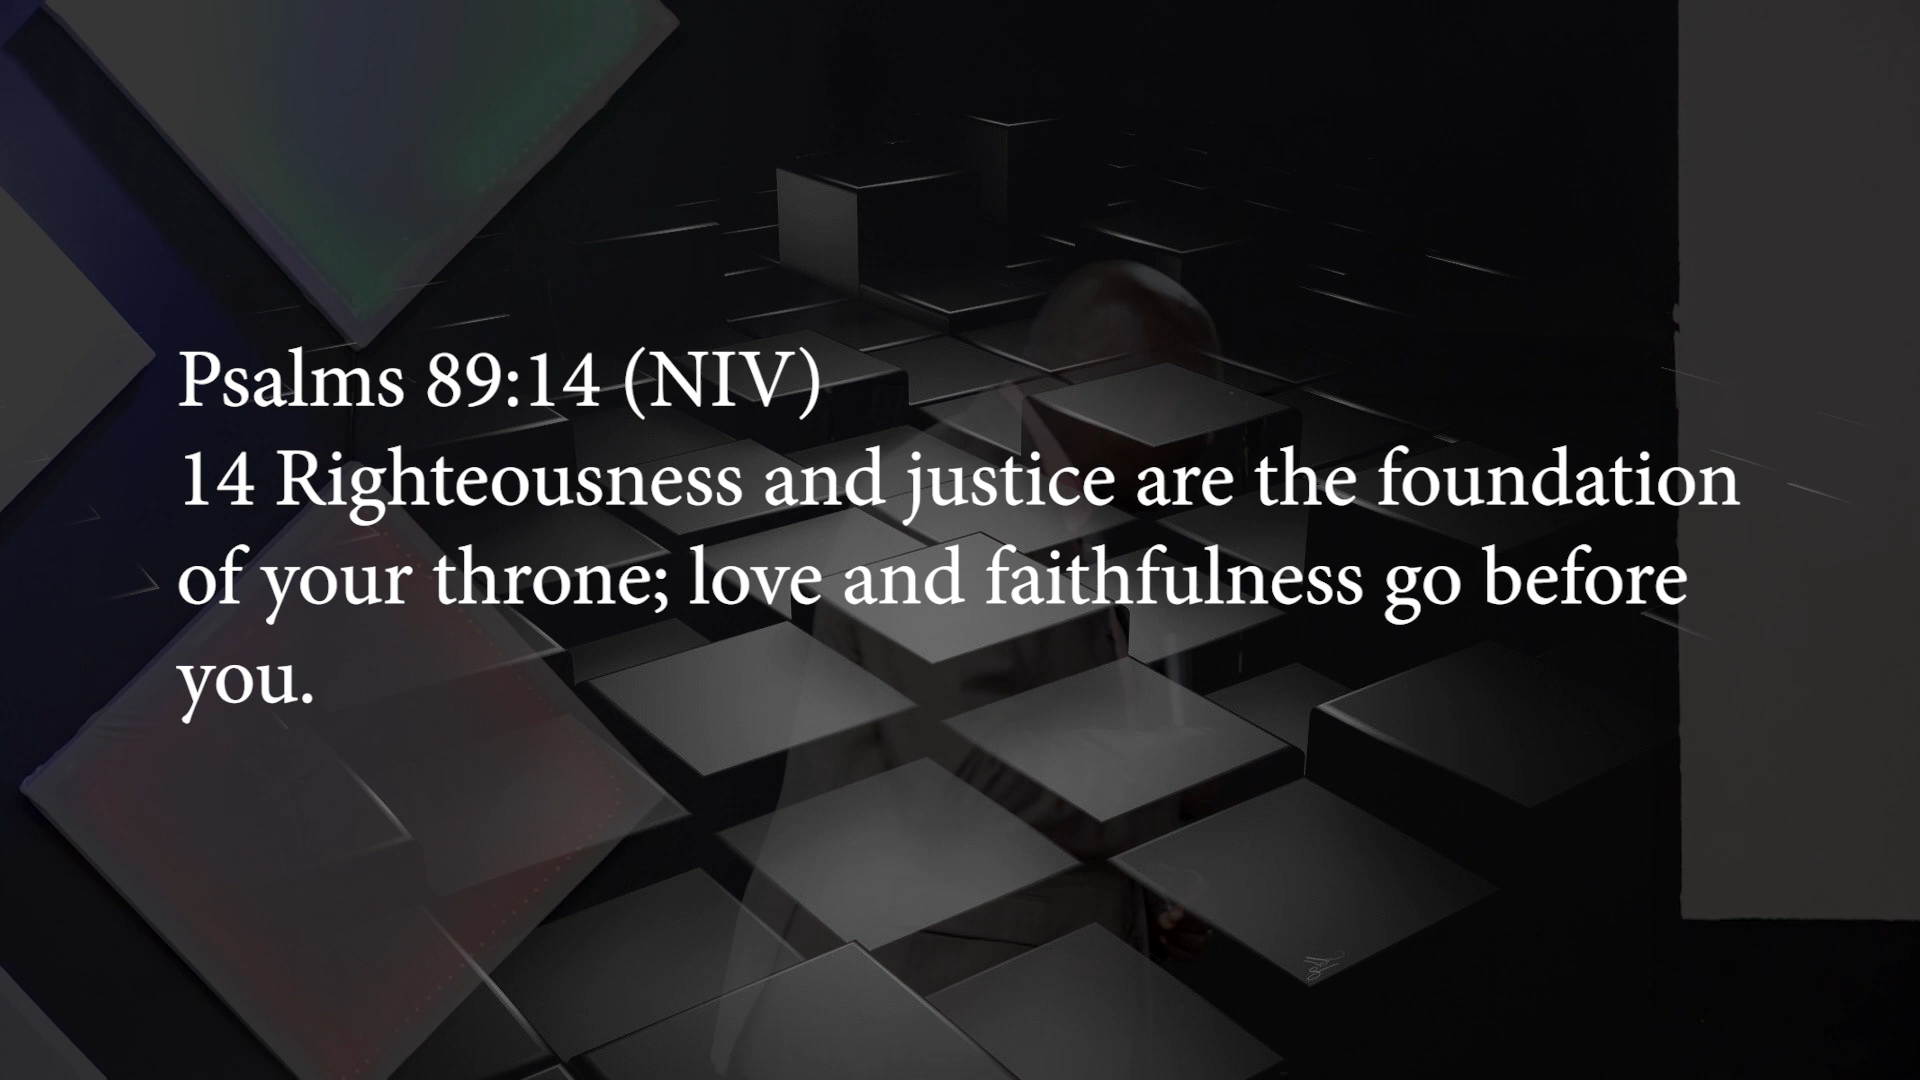 Psalms 89:14 (NIV)
14 Righteousness and justice are the foundation
of your throne; love and faithfulness go before
you.